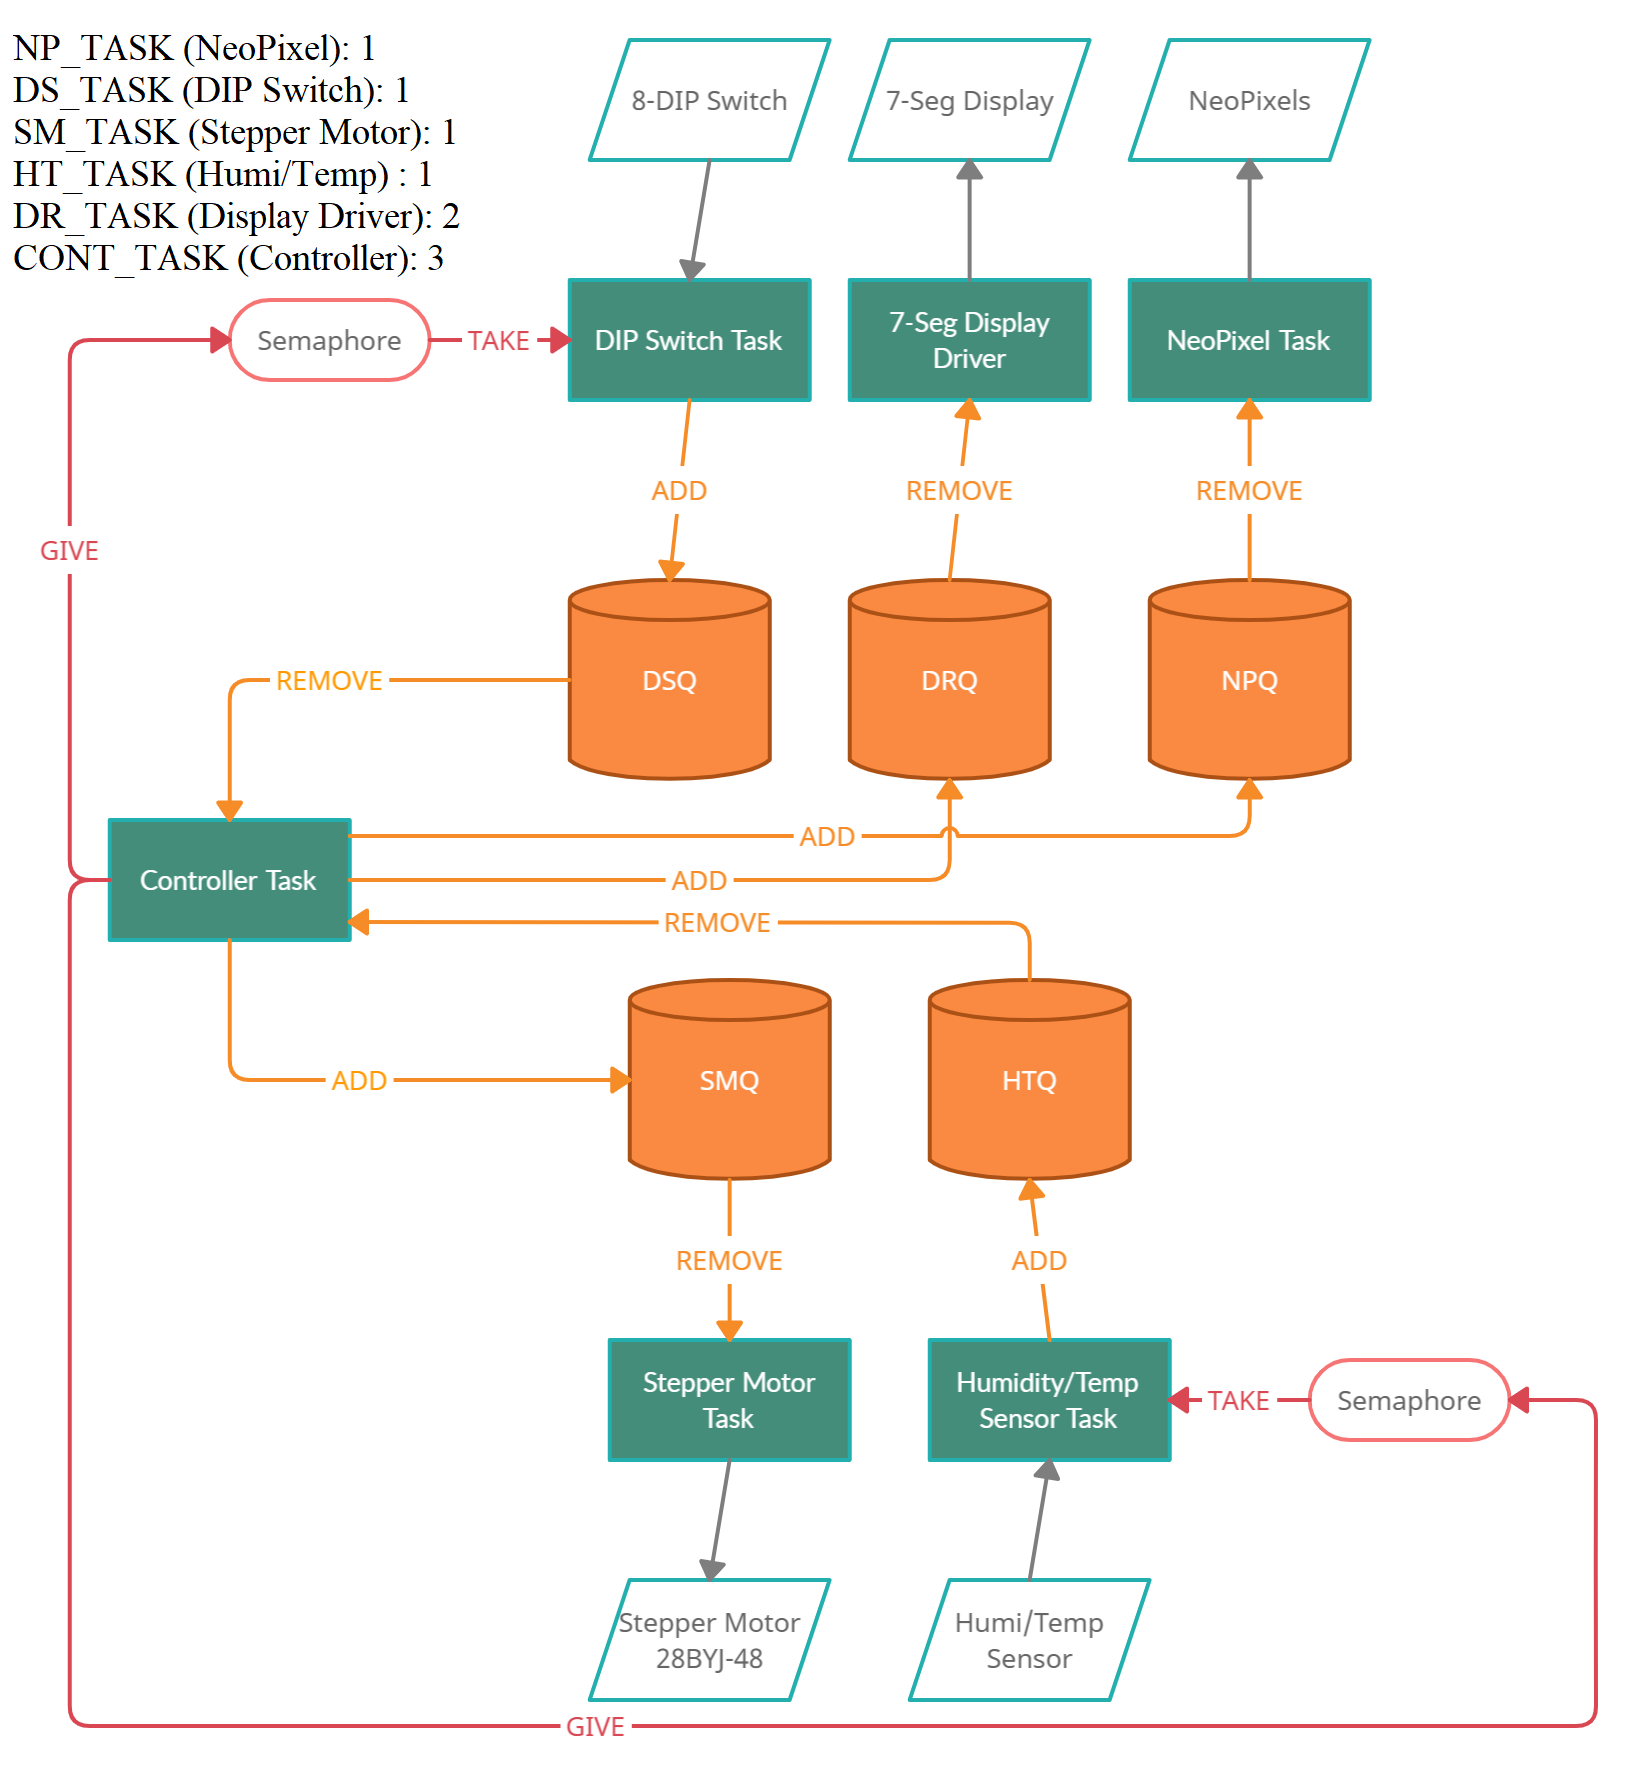 NP_TASK (NeoPixel): 1
DS_TASK (DIP Switch): 1
SM_TASK (Stepper Motor): 1
HT_TASK (Humi/Temp) : 1
DR_TASK (Display Driver): 2
CONT_TASK (Controller): 3
8-DIP Switch
7-Seg Display
NeoPixels
Semaphore
TAKE
DIP Switch Task
7-Seg Display
Driver
NeoPixel Task
ADD
REMOVE
REMOVE
GIVE
REMOVE
DSQ
DRQ
NPQ
ADD
Controller Task
ADD
REMOVE
ADD
SMQ
HTQ
REMOVE
ADD
Stepper Motor
Task
Humidity/Temp
Sensor Task
TAKE
Semaphore
Stepper Motor
28BYJ-48
Humi/Temp
Sensor
GIVE